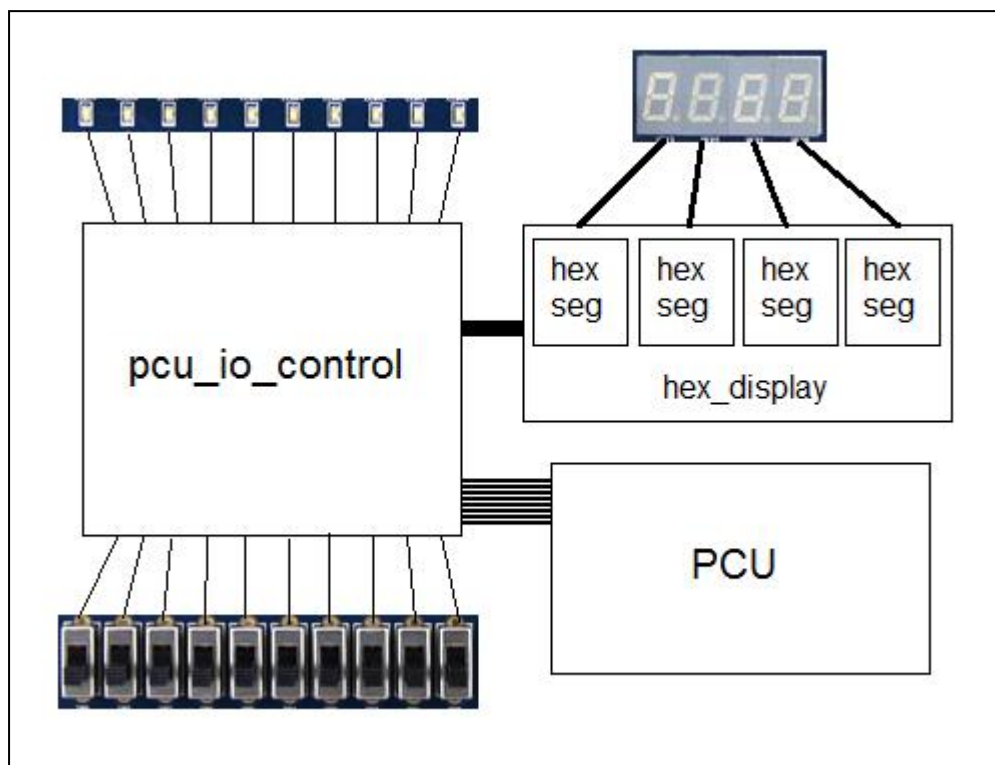 hex
seg
hex
seg
hex
seg
hex
seg
pcu_io_control
hex_display
PCU